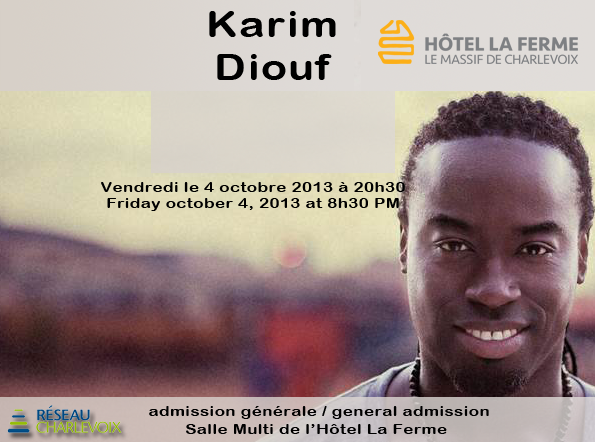 Karim
Diouf
HÔTEL LA FERME
LE MASSIF DE CHARLEVOIX
Vendredi le 4 octobre 2013 à 20h30
Friday october 4, 2013 at 8h30 PM
RÉSEAU
CHARLEVOIX
admission générale / general admission
Salle Multi de l'Hôtel La Ferme